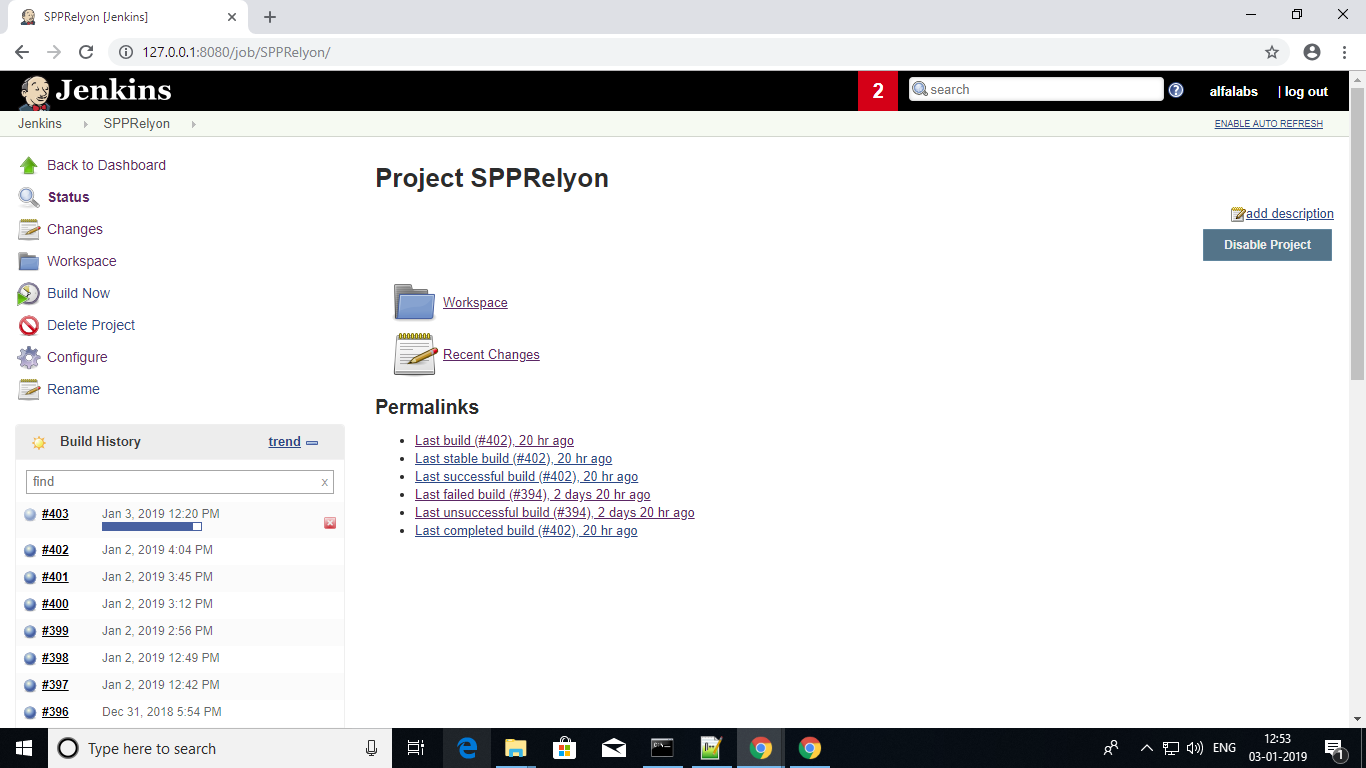 SPPRelyon [Jenkins]
127.0.0.1:8080/job/SPPRelyon/
Jenkins
2
search
alfalabs
| log out
Jenkins
SPPRelyon
ENABLE AUTO REFRESH
Back to Dashboard
Status
Changes
Workspace
Build Now
Delete Project
Configure
Rename
Build History
trend
find
x
#403
Jan 3, 2019 12:20 PM
#402
Jan 2, 2019 4:04 PM
#401
Jan 2, 2019 3:45 PM
#400
Jan 2, 2019 3:12 PM
#399
Jan 2, 2019 2:56 PM
#398
Jan 2, 2019 12:49 PM
#397
Jan 2, 2019 12:42 PM
#396
Dec 31, 2018 5:54 PM
Project SPPRelyon
add description
Disable Project
Workspace
Recent Changes
Permalinks
Last build (#402), 20 hr ago
Last stable build (#402), 20 hr ago
Last successful build (#402), 20 hr ago
Last failed build (#394), 2 days 20 hr ago
Last unsuccessful build (#394), 2 days 20 hr ago
Last completed build (#402), 20 hr ago
Type here to search
ENG
12:53
03-01-2019
1